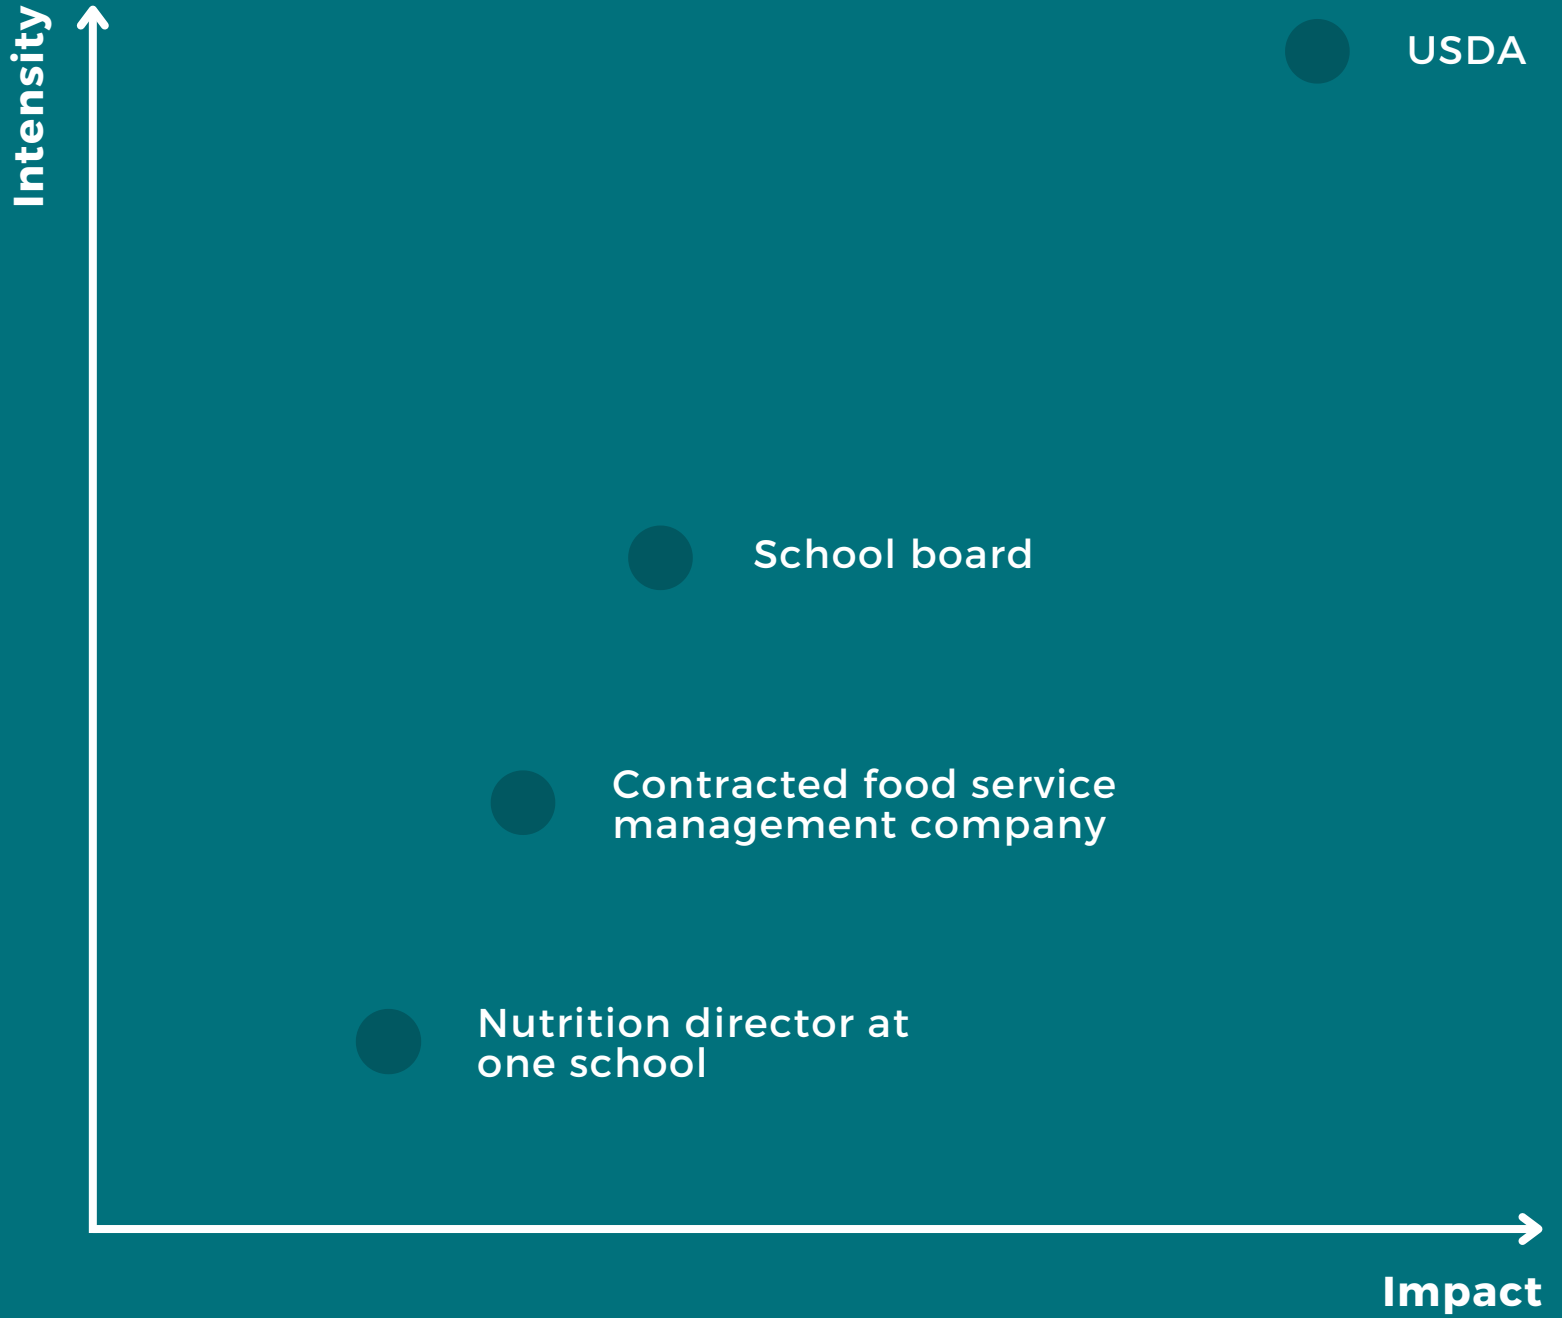 Intensity
USDA
School board
Contracted food service
management company
Nutrition director at
one school
Impact